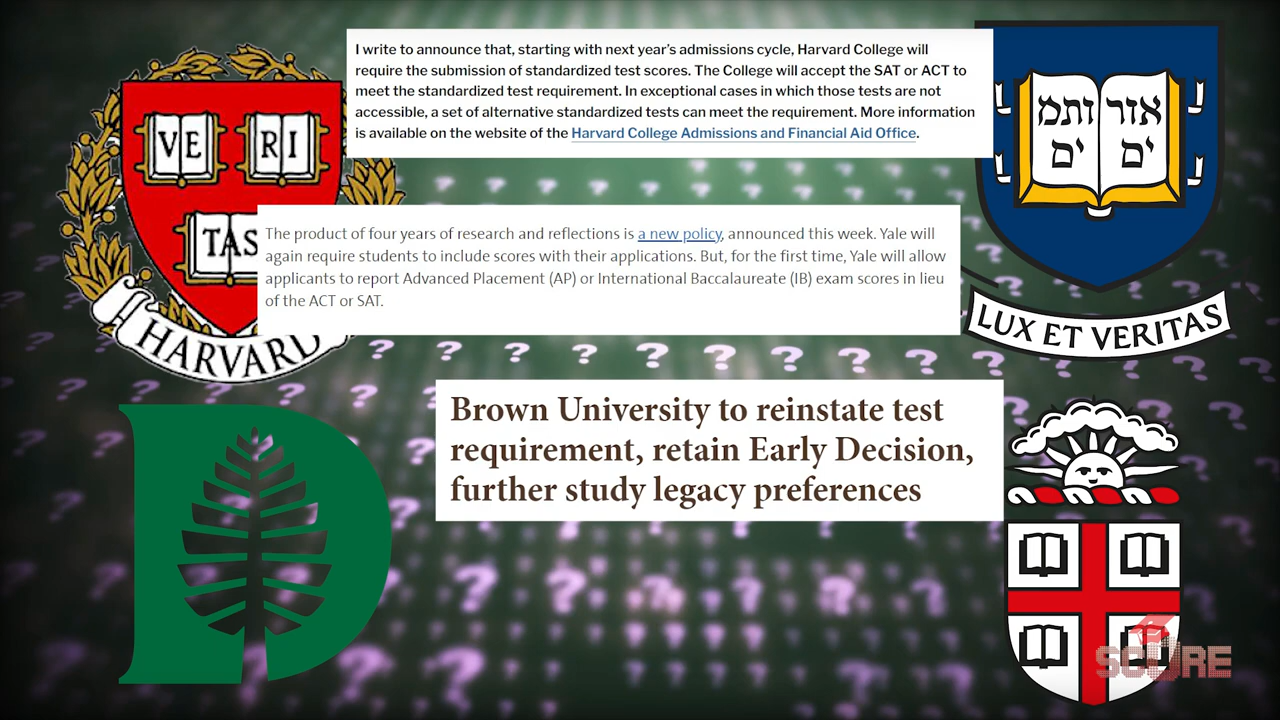 I write to announce that, starting with next year's admissions cycle, Harvard College will
require the submission of standardized test scores. The College will accept the SAT or ACT to
meet the standardized test requirement. In exceptional cases in which those tests are not
accessible, a set of alternative standardized tests can meet the requirement. More information
is available on the website of the Harvard College Admissions and Financial Aid Office.
VE RI
TAS
HARVARD
אורים
ותמים
LUX ET VERITAS
The product of four years of research and reflections is a new policy, announced this week. Yale will
again require students to include scores with their applications. But, for the first time, Yale will allow
applicants to report Advanced Placement (AP) or International Baccalaureate (IB) exam scores in lieu
of the ACT or SAT.
Brown University to reinstate test
requirement, retain Early Decision,
further study legacy preferences
D
SCORE